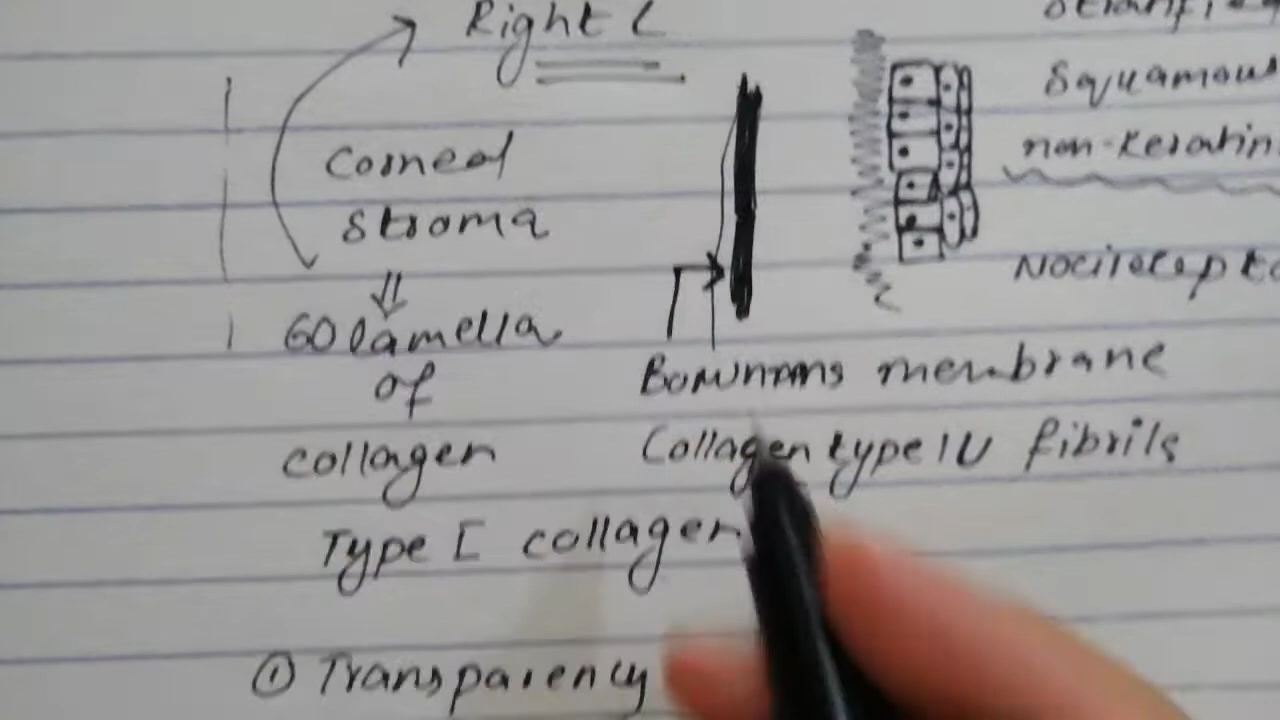 Right L
Corneal
stroma
60 lamella
of
collagen
Type I collagen
① Transparency
Bowmans membrane
Collagen type IV fibrils
Squamous
non-keratin
Nocirecepto